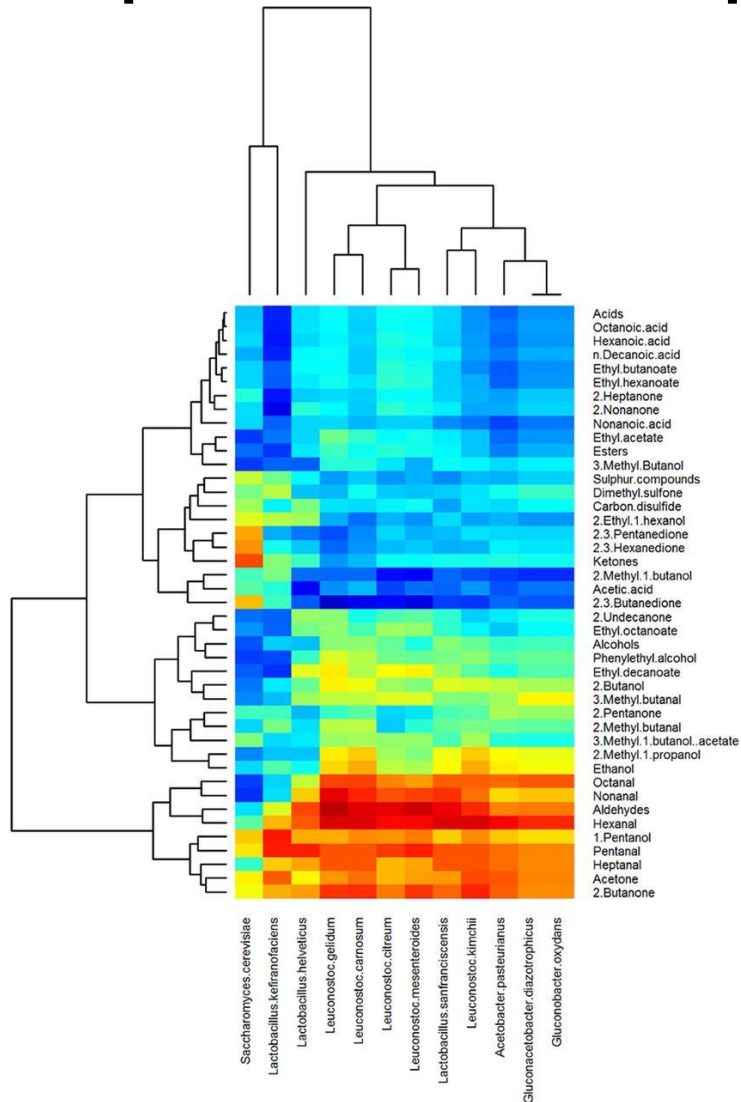 Acids
Octanoic.acid
Hexanoic.acid
n.Decanoic.acid
Ethyl.butanoate
Ethyl.hexanoate
2.Heptanone
2.Nonanone
Nonanoic.acid
Ethyl.acetate
Esters
3.Methyl.Butanol
Sulphur.compounds
Dimethyl.sulfone
Carbon.disulfide
2.Ethyl.1.hexanol
2.3.Pentanedione
2.3.Hexanedione
Ketones
2.Methyl.1.butanol
Acetic.acid
2.3.Butanedione
2.Undecanone
Ethyl.octanoate
Alcohols
Phenylethyl.alcohol
Ethyl.decanoate
2.Butanol
3.Methyl.butanal
2.Pentanone
2.Methyl.butanal
3.Methyl.1.butanol..acetate
2.Methyl.1.propanol
Ethanol
Octanal
Nonanal
Aldehydes
Hexanal
1.Pentanol
Pentanal
Heptanal
Acetone
2.Butanone
Saccharomyces.cerevisiae
Lactobacillus.kefiranofaciens
Lactobacillus.helveticus
Leuconostoc.gelidum
Leuconostoc.carnosum
Leuconostoc.citreum
Leuconostoc.mesenteroides
Lactobacillus.sanfranciscensis
Leuconostoc.kimchii
Acetobacter.pasteurianus
Gluconacetobacter.diazotrophicus
Gluconobacter.oxydans